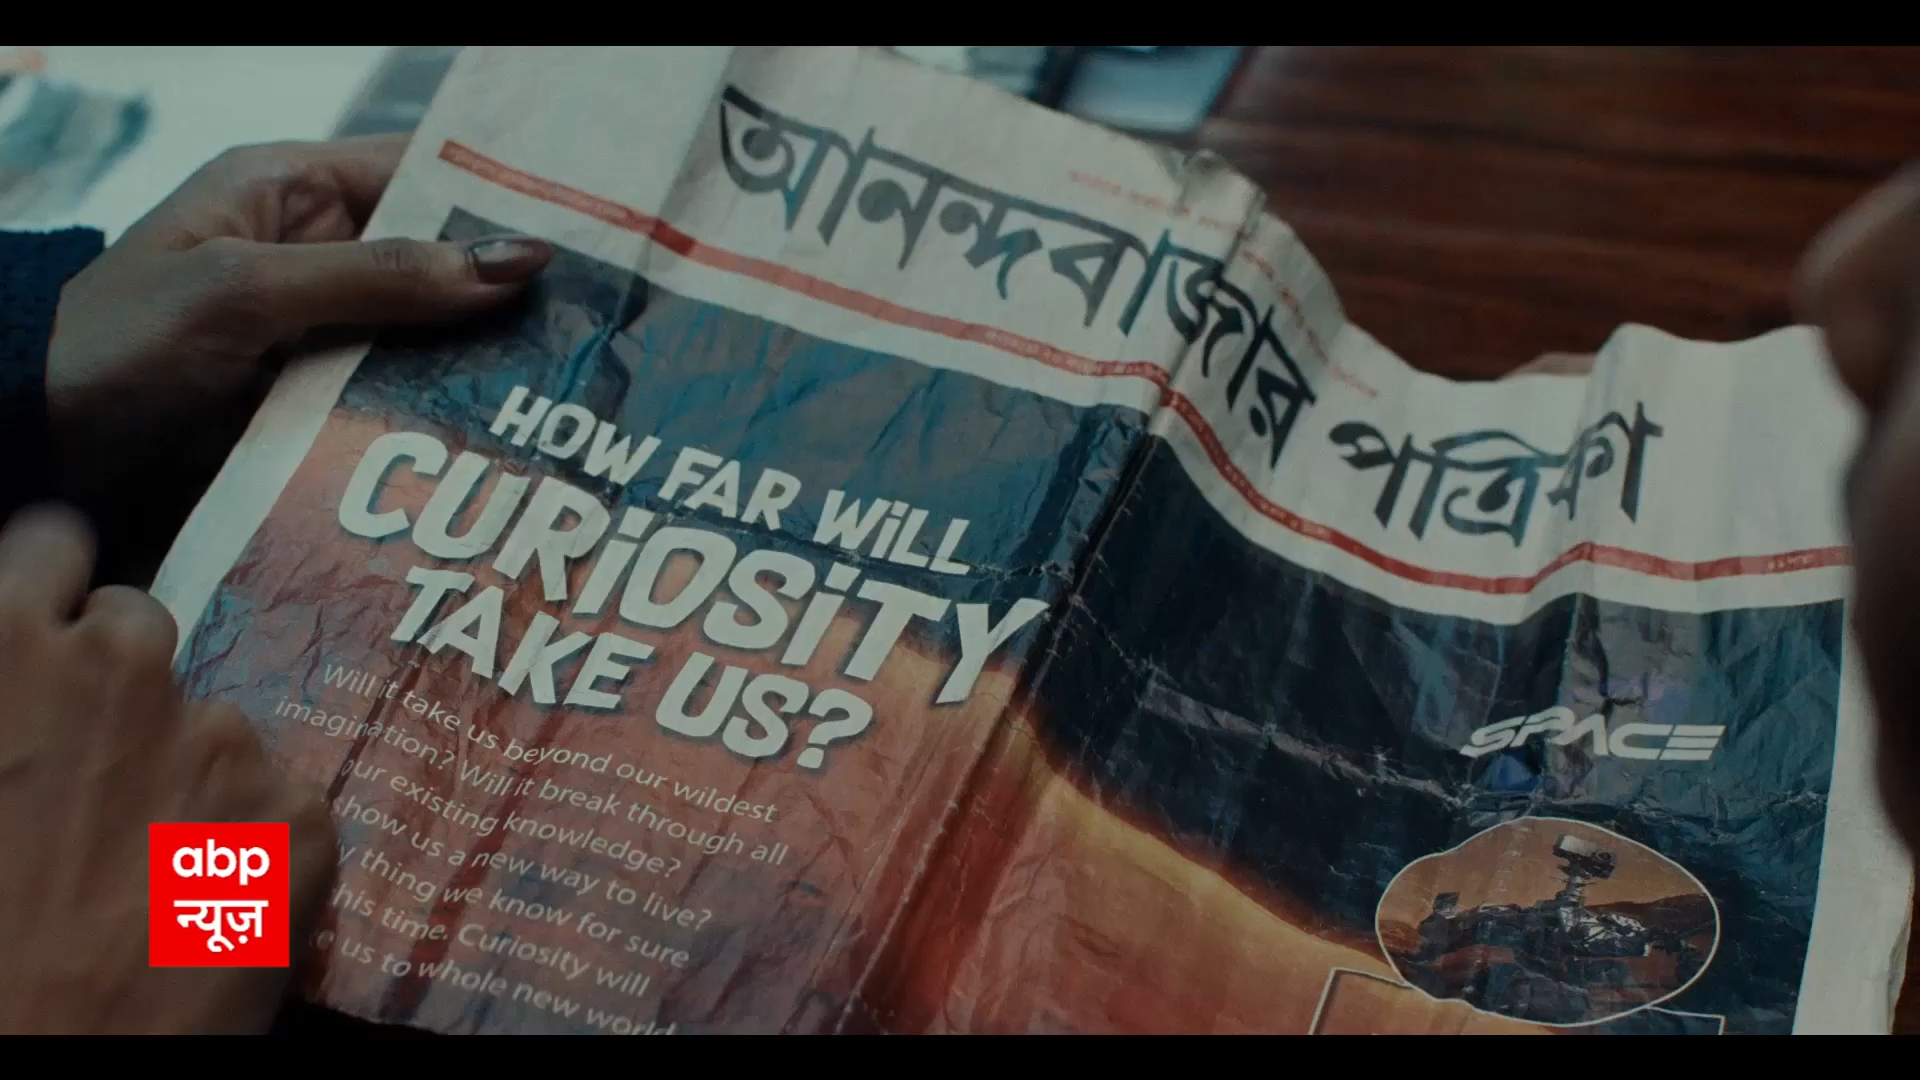 আনন্দবাজার পত্রিকা
HOW FAR WiLL
CURiOSiTY
TAKE US?
Will it take us beyond our wildest
imagination? Will it break through all
our existing knowledge?
show us a new way to live?
thing we know for sure
this time. Curiosity will
us to whole new world
SPACE
abp
न्यूज़